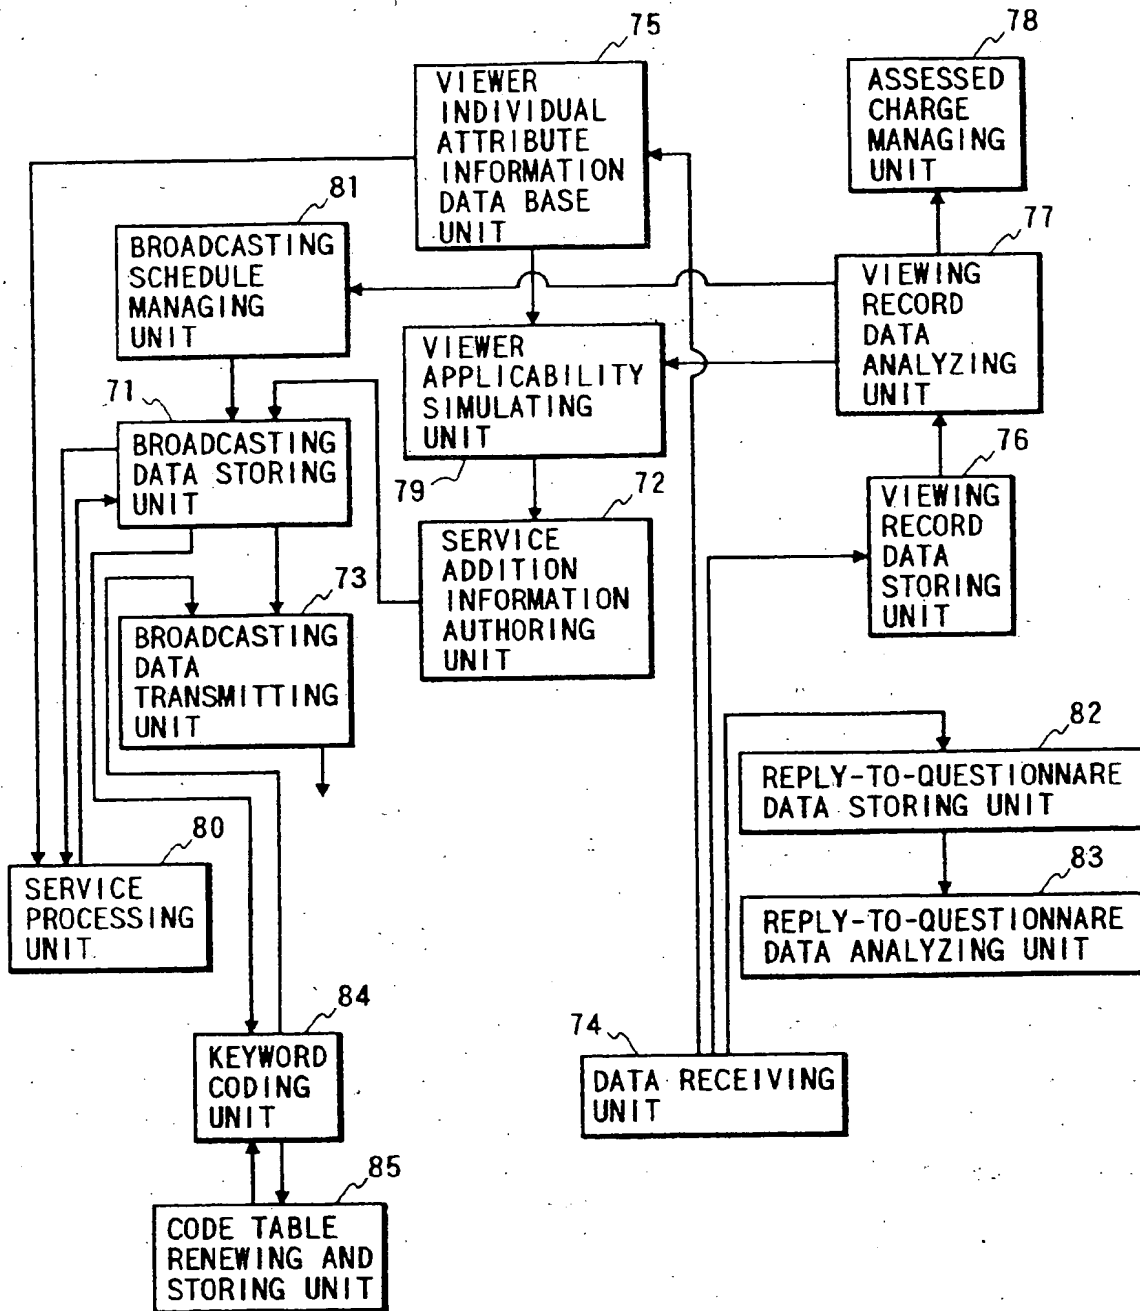 75
VIEWER
INDIVIDUAL
ATTRIBUTE
INFORMATION
DATA BASE
UNIT
78
ASSESSED
CHARGE
MANAGING
UNIT
81
BROADCASTING
SCHEDULE
MANAGING
UNIT
77
VIEWING
RECORD
DATA
ANALYZING
UNIT
VIEWER
APPLICABILITY
SIMULATING
UNIT
79
71
BROADCASTING
DATA STORING
UNIT
76
VIEWING
RECORD
DATA
STORING
UNIT
72
SERVICE
ADDITION
INFORMATION
AUTHORING
UNIT
73
BROADCASTING
DATA
TRANSMITTING
UNIT
82
REPLY-TO-QUESTIONNARE
DATA STORING UNIT
80
SERVICE
PROCESSING
UNIT
83
REPLY-TO-QUESTIONNARE
DATA ANALYZING UNIT
84
KEYWORD
CODING
UNIT
74
DATA RECEIVING
UNIT
85
CODE TABLE
RENEWING AND
STORING UNIT